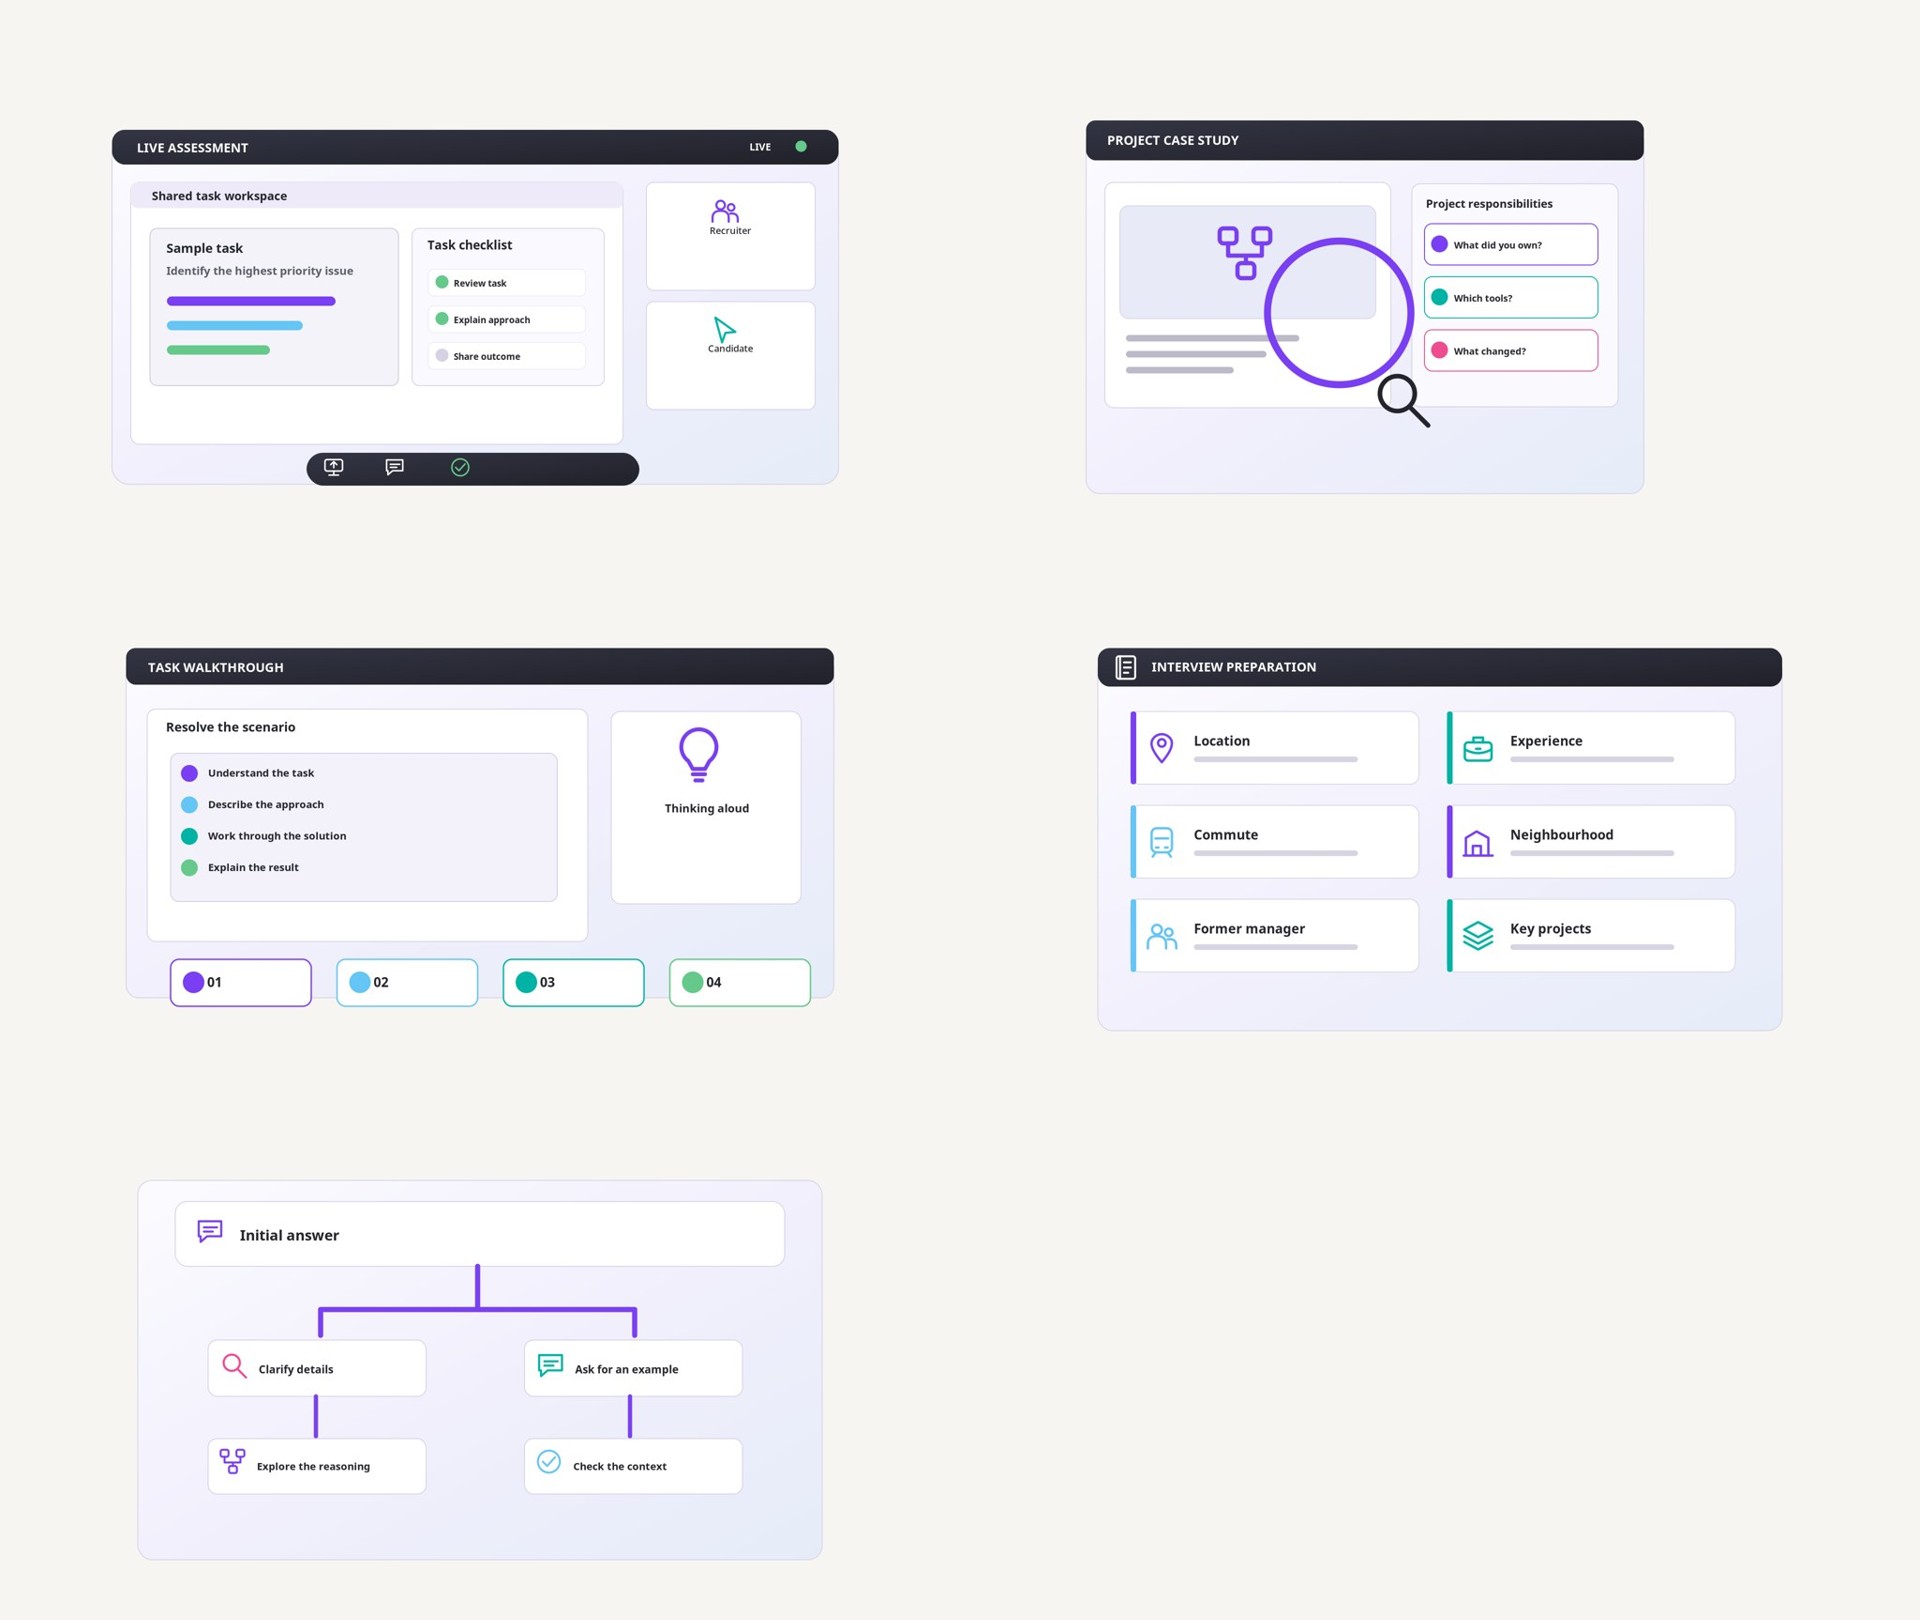 LIVE ASSESSMENT
LIVE
Shared task workspace
Sample task
Identify the highest priority issue
Task checklist
Review task
Explain approach
Share outcome
Recruiter
Candidate
PROJECT CASE STUDY
Project responsibilities
What did you own?
Which tools?
What changed?
TASK WALKTHROUGH
Resolve the scenario
Understand the task
Describe the approach
Work through the solution
Explain the result
Thinking aloud
01
02
03
04
INTERVIEW PREPARATION
Location
Experience
Commute
Neighbourhood
Former manager
Key projects
Initial answer
Clarify details
Ask for an example
Explore the reasoning
Check the context